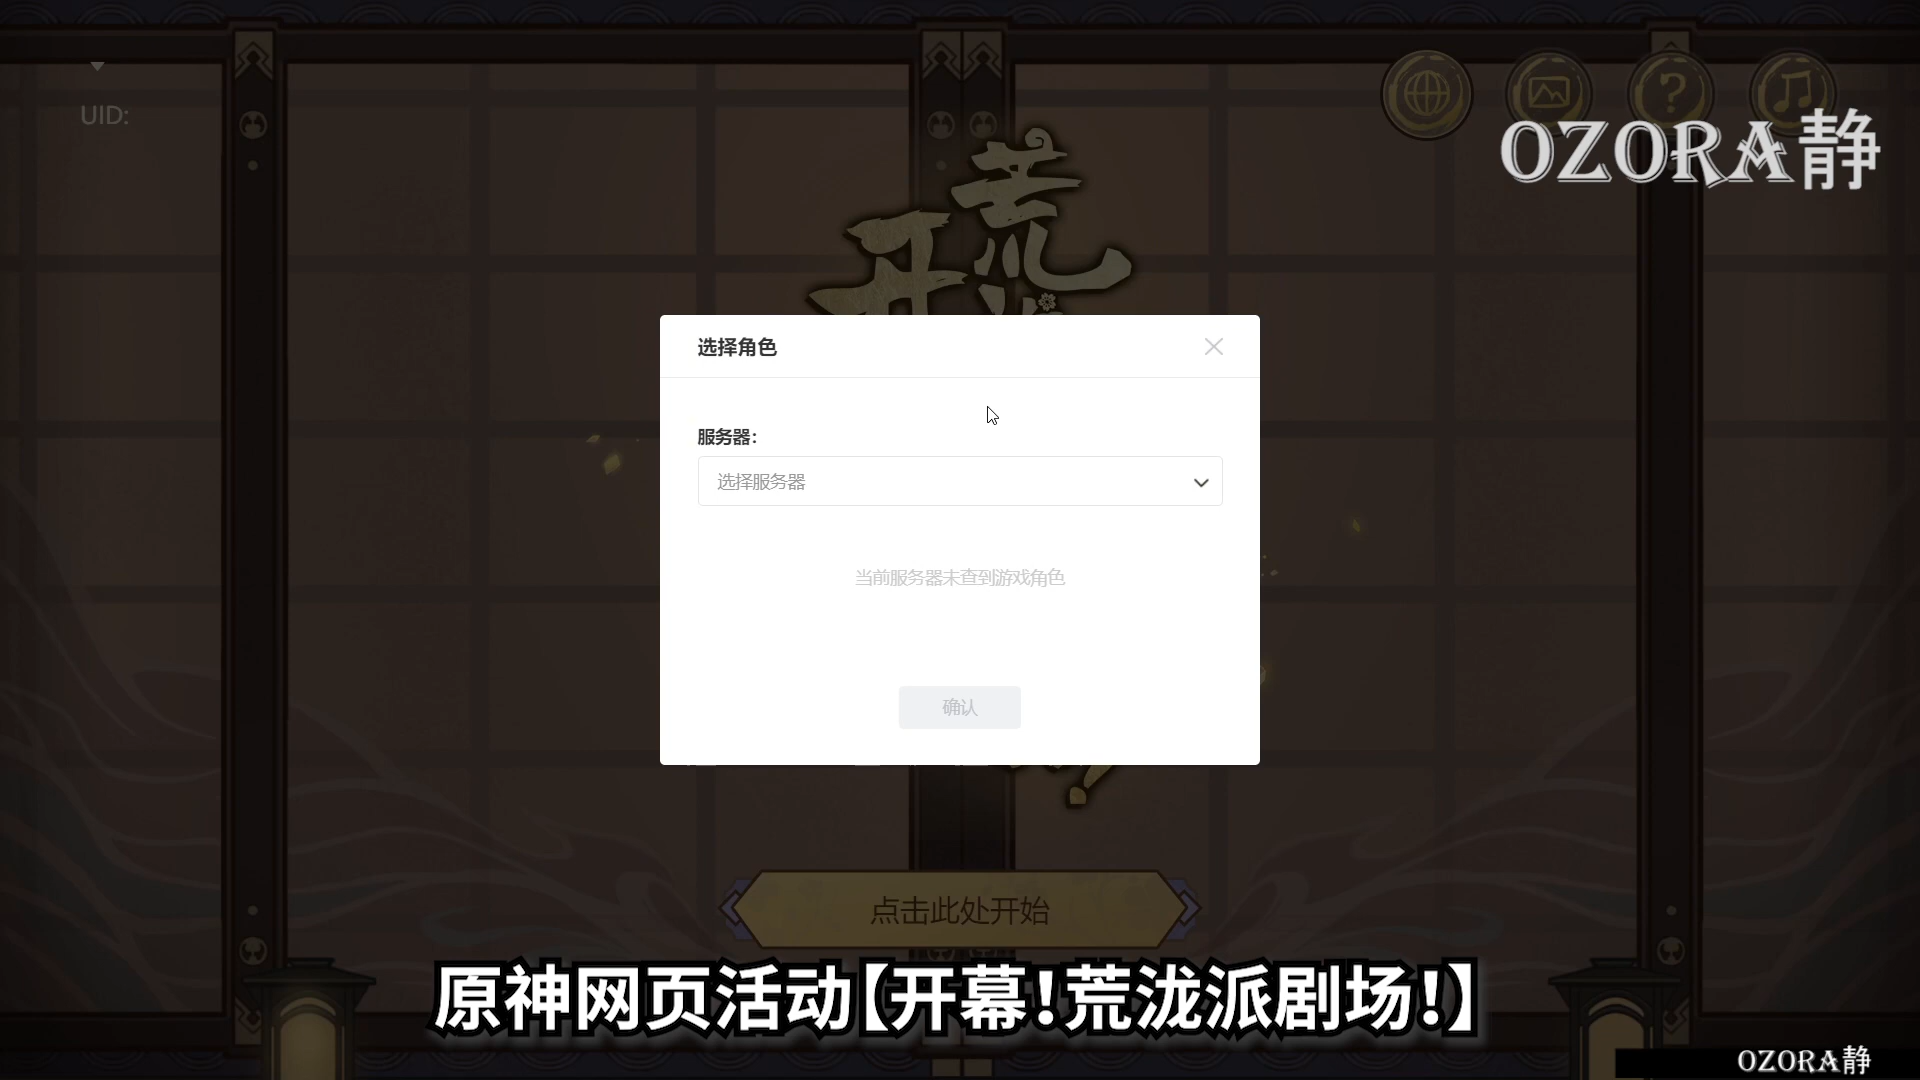 UID:
OZORA静
开荒
选择角色
服务器：
选择服务器
当前服务器未查到游戏角色
确认
点击此处开始
原神网页活动【开幕！荒泷派剧场！】
OZORA静